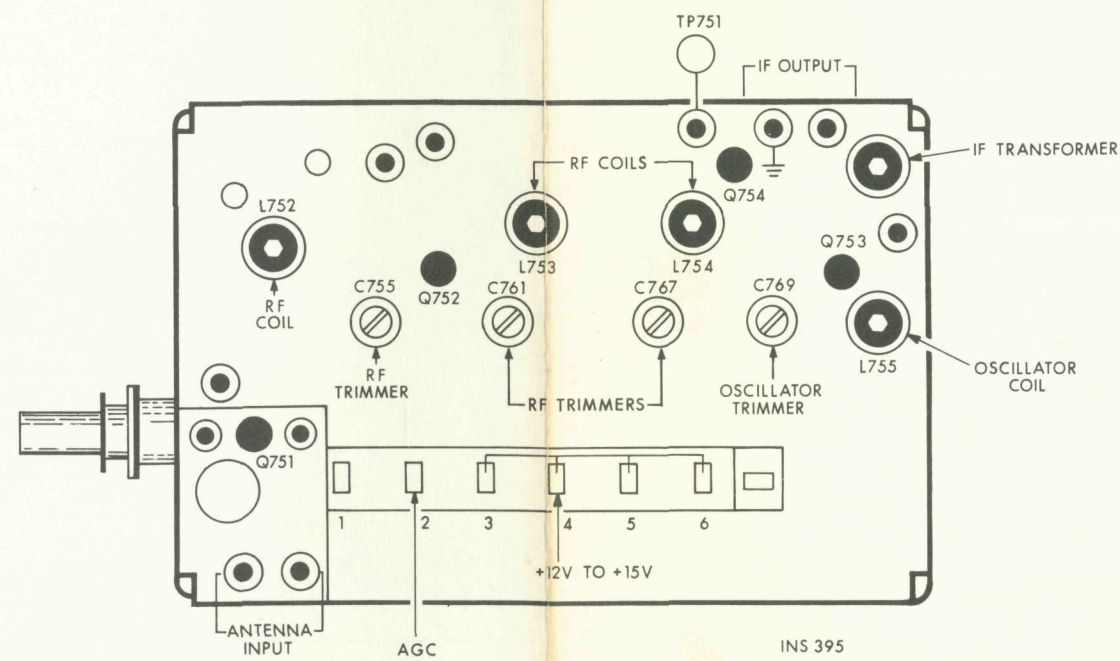 TP751
IF OUTPUT
IF TRANSFORMER
RF COILS
Q754
L752
L753
L754
Q753
Q752
RF
COIL
C755
C761
C767
C769
L755
RF
TRIMMER
RF TRIMMERS
OSCILLATOR
TRIMMER
OSCILLATOR
COIL
Q751
1
2
3
4
5
6
+12V TO +15V
ANTENNA
INPUT
AGC
INS 395